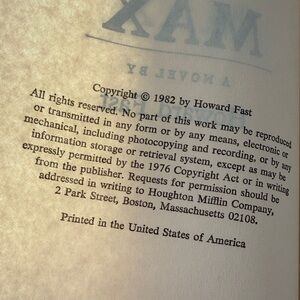 MAX
A NOVEL BY
Howard Fast
Copyright © 1982 by Howard Fast
All rights reserved. No part of this work may be reproduced
or transmitted in any form or by any means, electronic or
mechanical, including photocopying and recording, or by any
information storage or retrieval system, except as may be
expressly permitted by the 1976 Copyright Act or in writing
from the publisher. Requests for permission should be
addressed in writing to Houghton Mifflin Company,
2 Park Street, Boston, Massachusetts 02108.
Printed in the United States of America